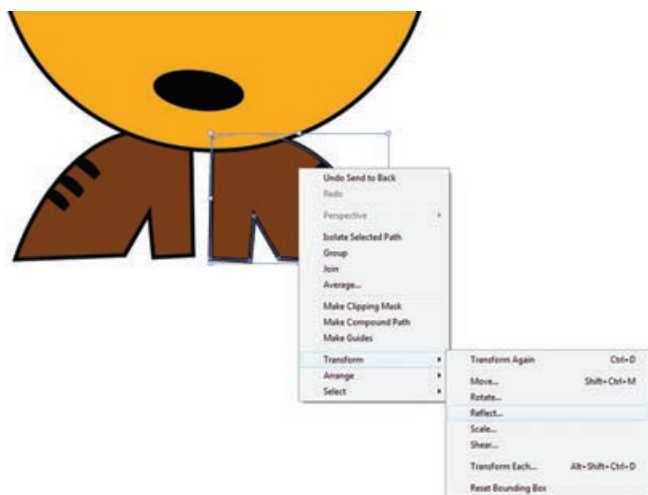 Undo Send to Back
Redo
Perspective
Isolate Selected Path
Group
Join
Average...
Make Clipping Mask
Make Compound Path
Make Guides
Transform
Arrange
Select
Transform Again Ctrl+D
Move... Shift+Ctrl+M
Rotate...
Reflect...
Scale...
Shear...
Transform Each... Alt+Shift+Ctrl+D
Reset Bounding Box